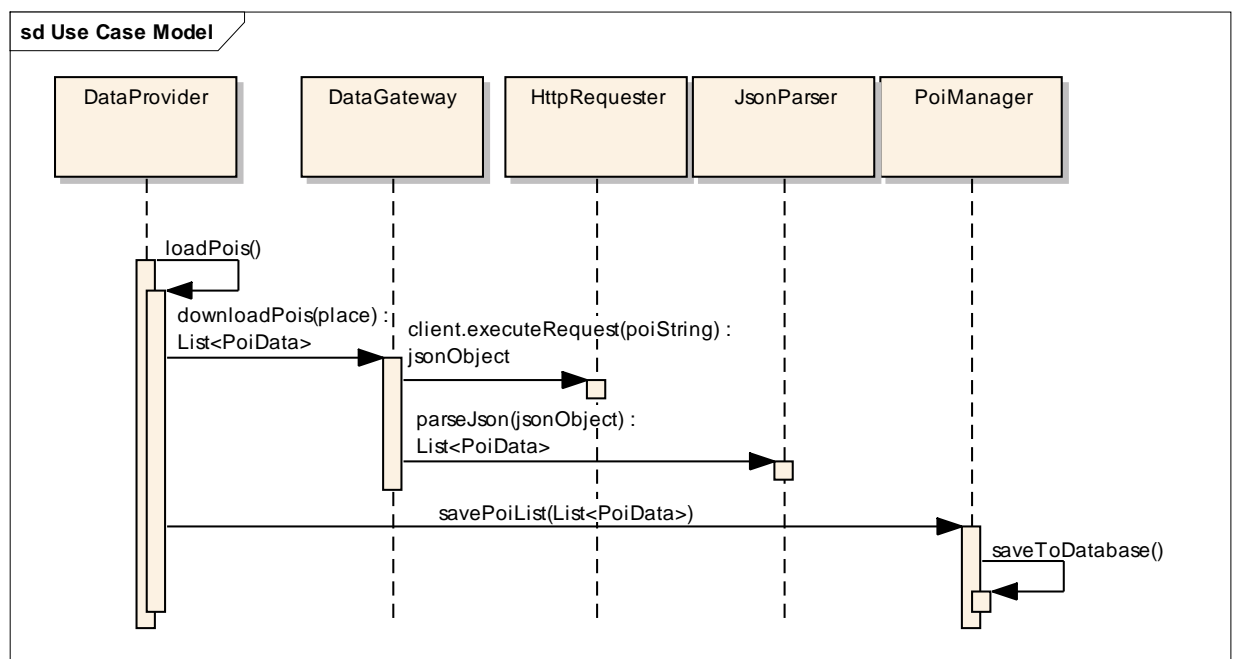 sd Use Case Model
DataProvider
DataGateway
HttpRequester
JsonParser
PoiManager
loadPois()
downloadPois(place) :
List<PoiData>
client.executeRequest(poiString) :
jsonObject
parseJson(jsonObject) :
List<PoiData>
savePoiList(List<PoiData>)
saveToDatabase()